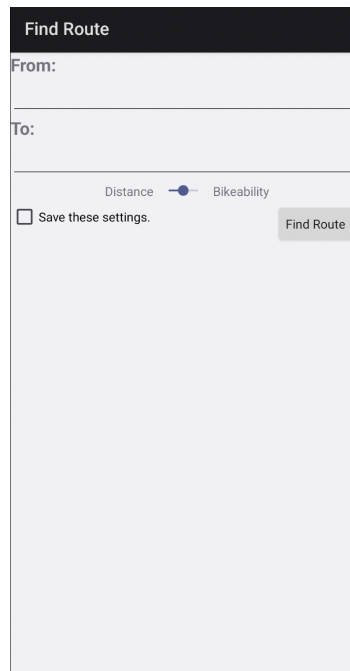 Find Route
From:
To:
Distance Bikeability
Save these settings.
Find Route